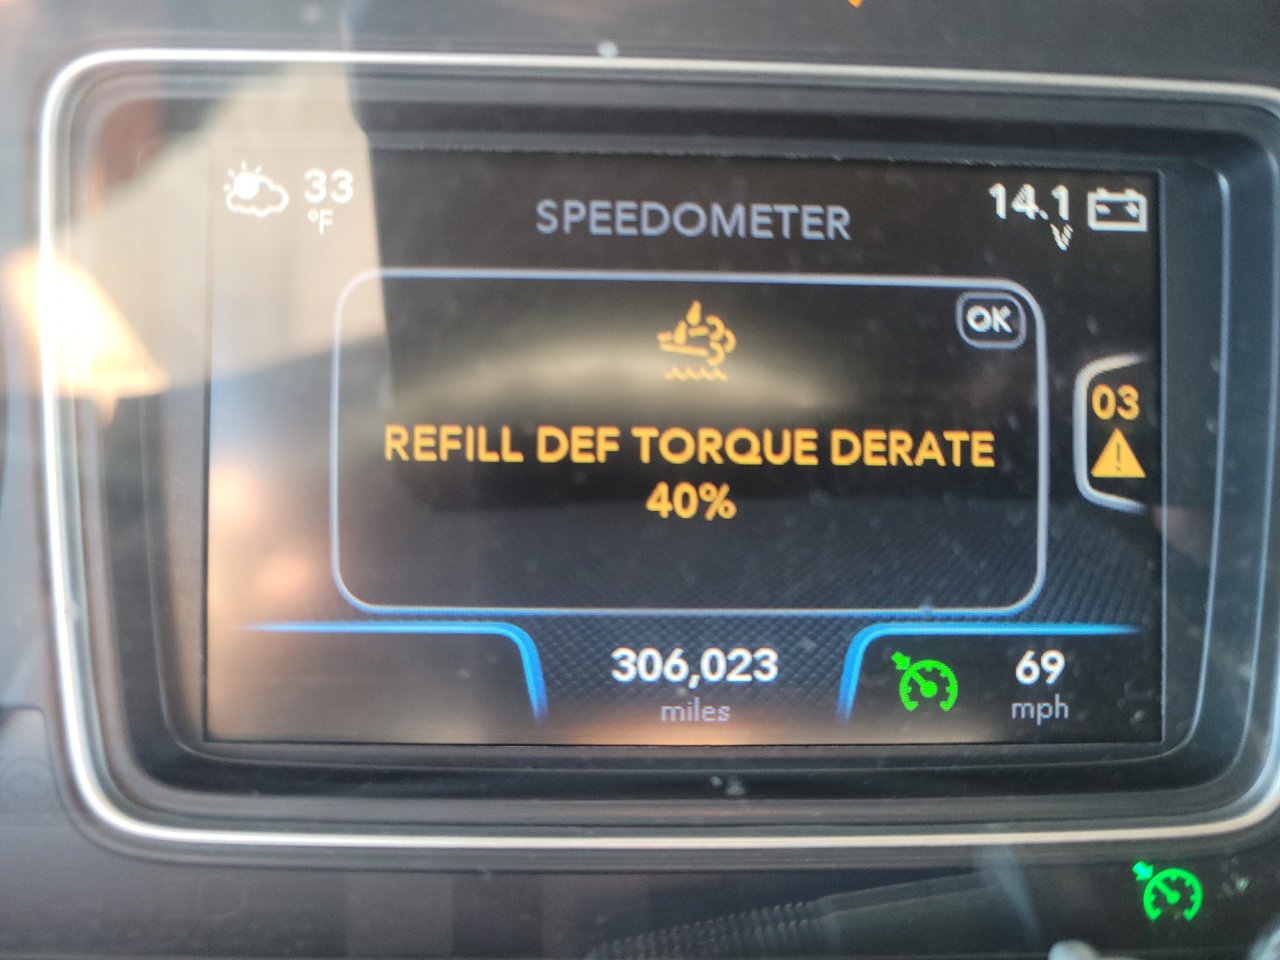 33
°F
SPEEDOMETER
14.1
V
OK
REFILL DEF TORQUE DERATE
40%
03
306,023
miles
69
mph